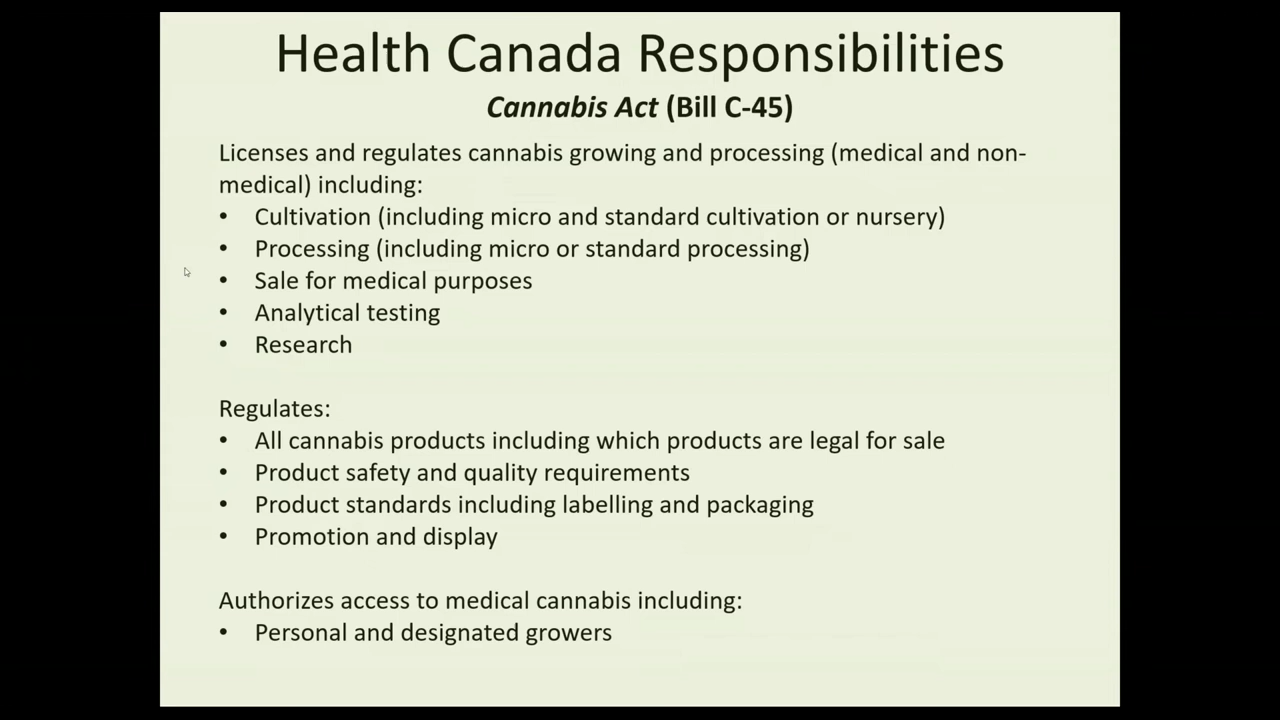 Health Canada Responsibilities
Cannabis Act (Bill C-45)
Licenses and regulates cannabis growing and processing (medical and non-
medical) including:
• Cultivation (including micro and standard cultivation or nursery)
• Processing (including micro or standard processing)
• Sale for medical purposes
• Analytical testing
• Research
Regulates:
• All cannabis products including which products are legal for sale
• Product safety and quality requirements
• Product standards including labelling and packaging
• Promotion and display
Authorizes access to medical cannabis including:
• Personal and designated growers